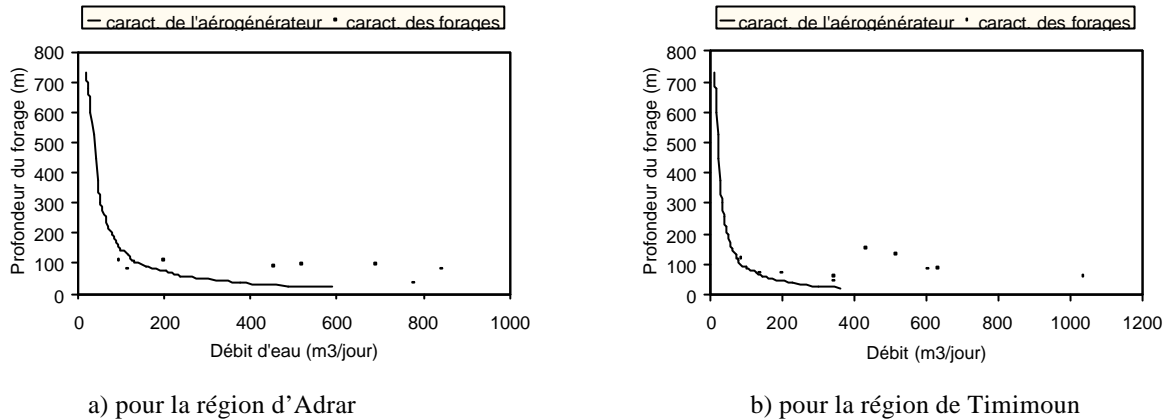 caract. de l'aérogénérateur
caract. des forages
Profondeur du forage (m)
800
700
600
500
400
300
200
100
0
0 200 400 600 800 1000
Débit d'eau (m3/jour)
a) pour la région d’Adrar
caract. de l'aérogénérateur
caract. des forages
Profondeur du forage (m)
800
700
600
500
400
300
200
100
0
0 200 400 600 800 1000 1200
Débit (m3/jour)
b) pour la région de Timimoun